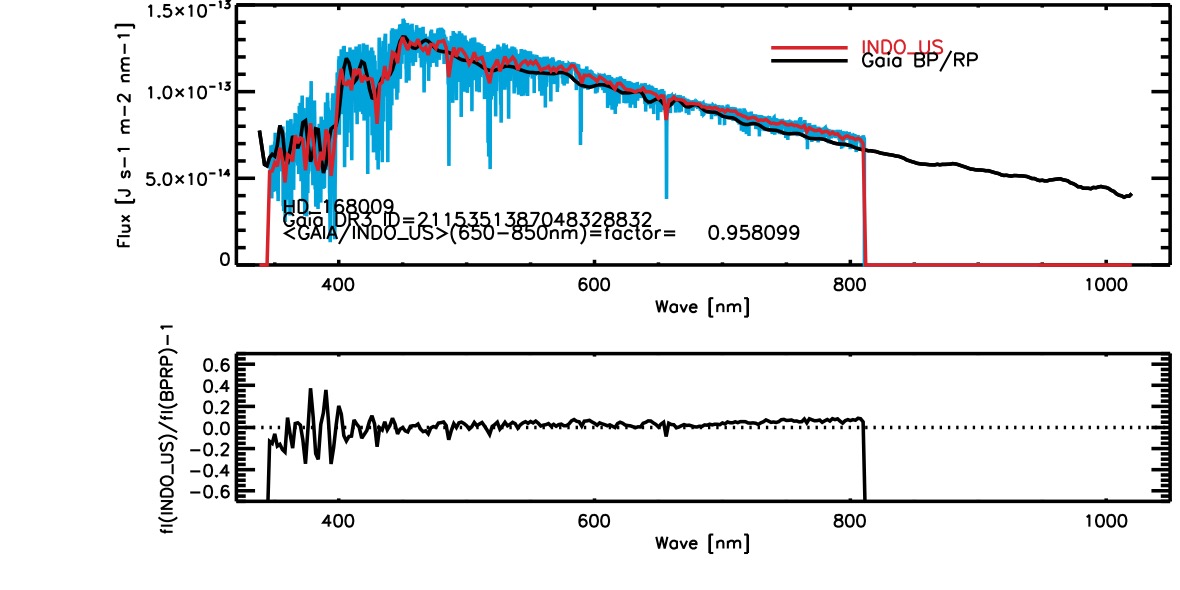 1.5×10−13
1.0×10−13
5.0×10−14
0
Flux [J s−1 m−2 nm−1]
INDO_US
Gaia BP/RP
HD_168009
Gaia DR3 ID=2115351387048328832
<GAIA/INDO_US>(650−850nm)=factor= 0.958099
400 600 800 1000
Wave [nm]
fl(INDO_US)/fl(BPRP)−1
0.6
0.4
0.2
0.0
−0.2
−0.4
−0.6
400 600 800 1000
Wave [nm]